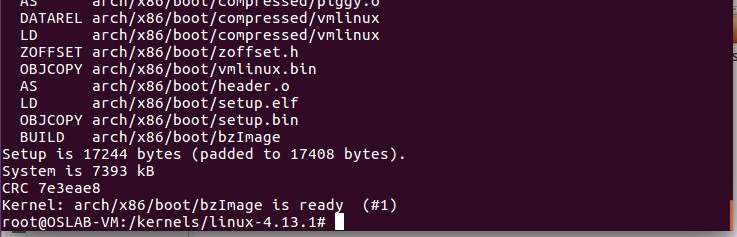 AS arch/x86/boot/compressed/piggy.o
DATAREL arch/x86/boot/compressed/vmlinux
LD arch/x86/boot/compressed/vmlinux
ZOFFSET arch/x86/boot/zoffset.h
OBJCOPY arch/x86/boot/vmlinux.bin
AS arch/x86/boot/header.o
LD arch/x86/boot/setup.elf
OBJCOPY arch/x86/boot/setup.bin
BUILD arch/x86/boot/bzImage
Setup is 17244 bytes (padded to 17408 bytes).
System is 7393 kB
CRC 7e3eae8
Kernel: arch/x86/boot/bzImage is ready (#1)
root@OSLAB-VM:/kernels/linux-4.13.1#